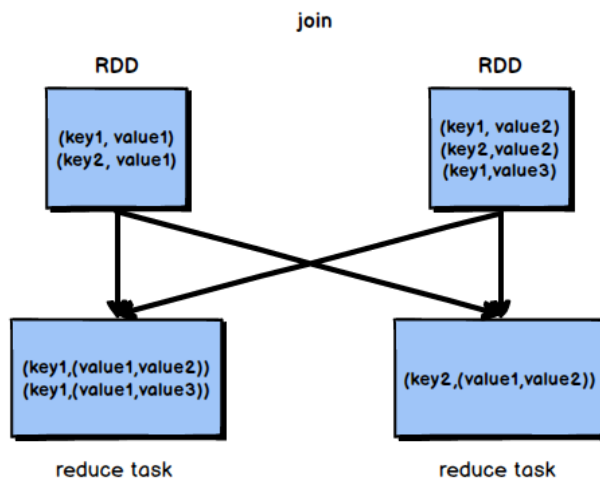 join
RDD
RDD
(key1, value1)
(key2, value1)
(key1, value2)
(key2,value2)
(key1,value3)
(key1,(value1,value2))
(key1,(value1,value3))
(key2,(value1,value2))
reduce task
reduce task